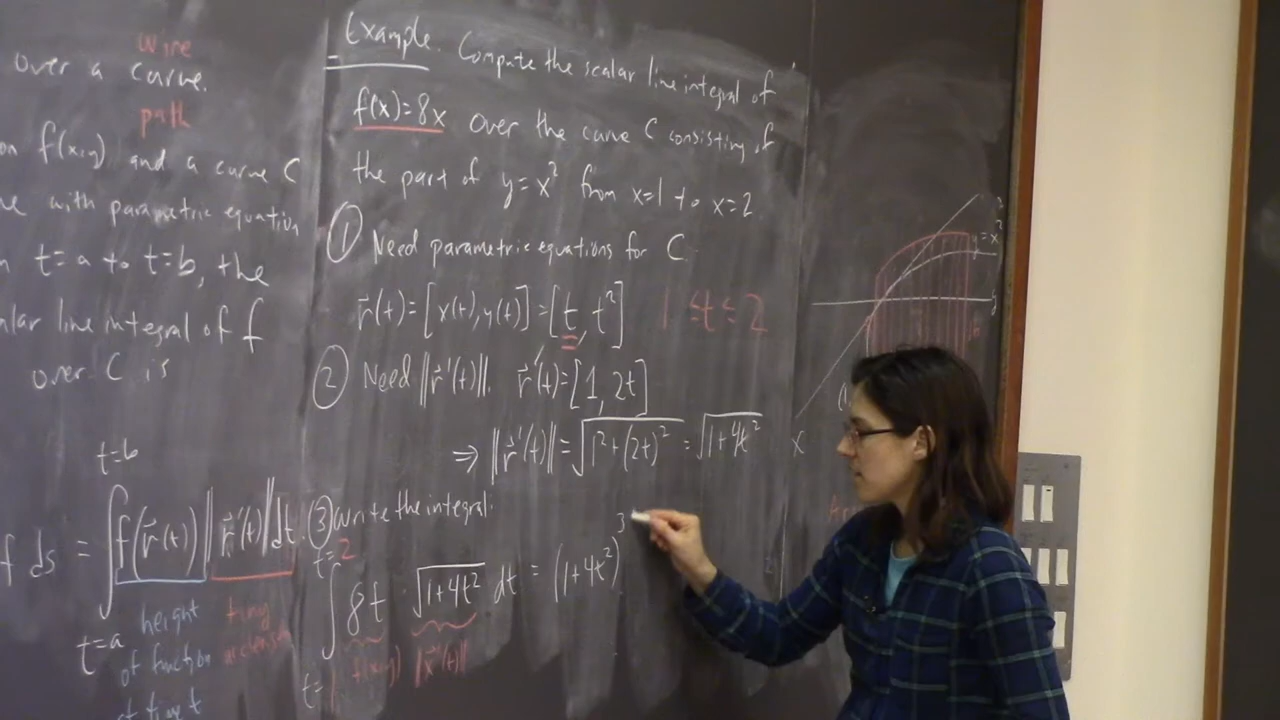 wire
over a curve.
path
on f(x,y) and a curve C
with parametric equation
t=a to t=b, the
line integral of f
over C is
t=b
f ds = ∫ f(r⃗(t)) ‖r⃗'(t)‖ dt.
t=a
height tiny
of function arclength
at time t
Example. Compute the scalar line integral of
f(x)=8x over the curve C consisting of
the part of y=x² from x=1 to x=2
① Need parametric equations for C
r⃗(t)=[x(t),y(t)]=[t, t²] 1≤t≤2
② Need ‖r⃗'(t)‖. r⃗'(t)=[1, 2t]
⇒ ‖r⃗'(t)‖=√(1²+(2t)²) = √(1+4t²)
③ Write the integral.
t=2
∫ 8t · √(1+4t²) dt = (1+4t²)³
t=1
f(x,y) ‖r⃗'(t)‖
y=x²
y
x